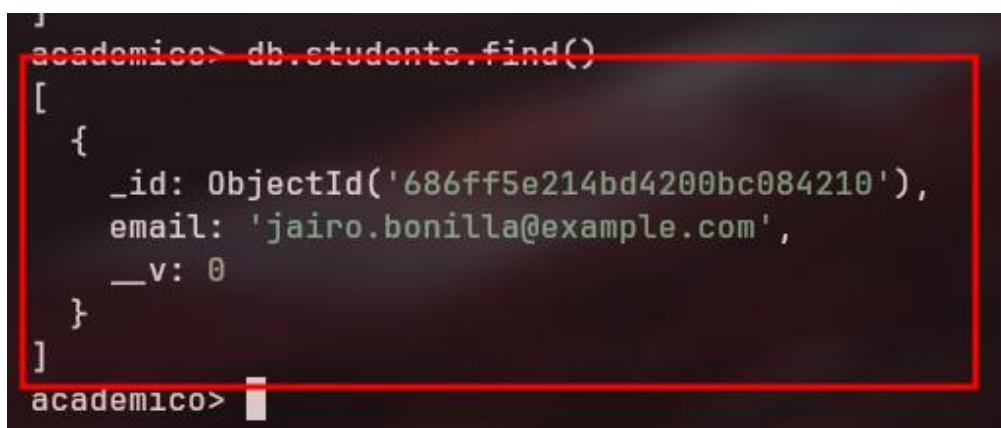 ]
academico> db.students.find()
[
{
_id: ObjectId('686ff5e214bd4200bc084210'),
email: 'jairo.bonilla@example.com',
__v: 0
}
]
academico>